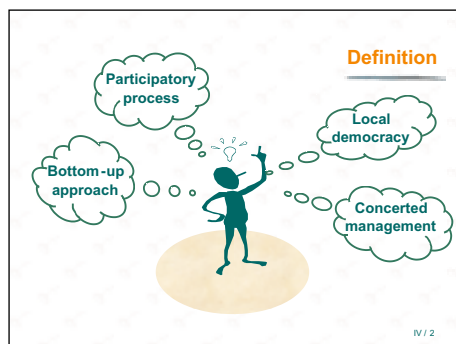 Definition
Participatory
process
Local
democracy
Bottom-up
approach
Concerted
management
IV / 2